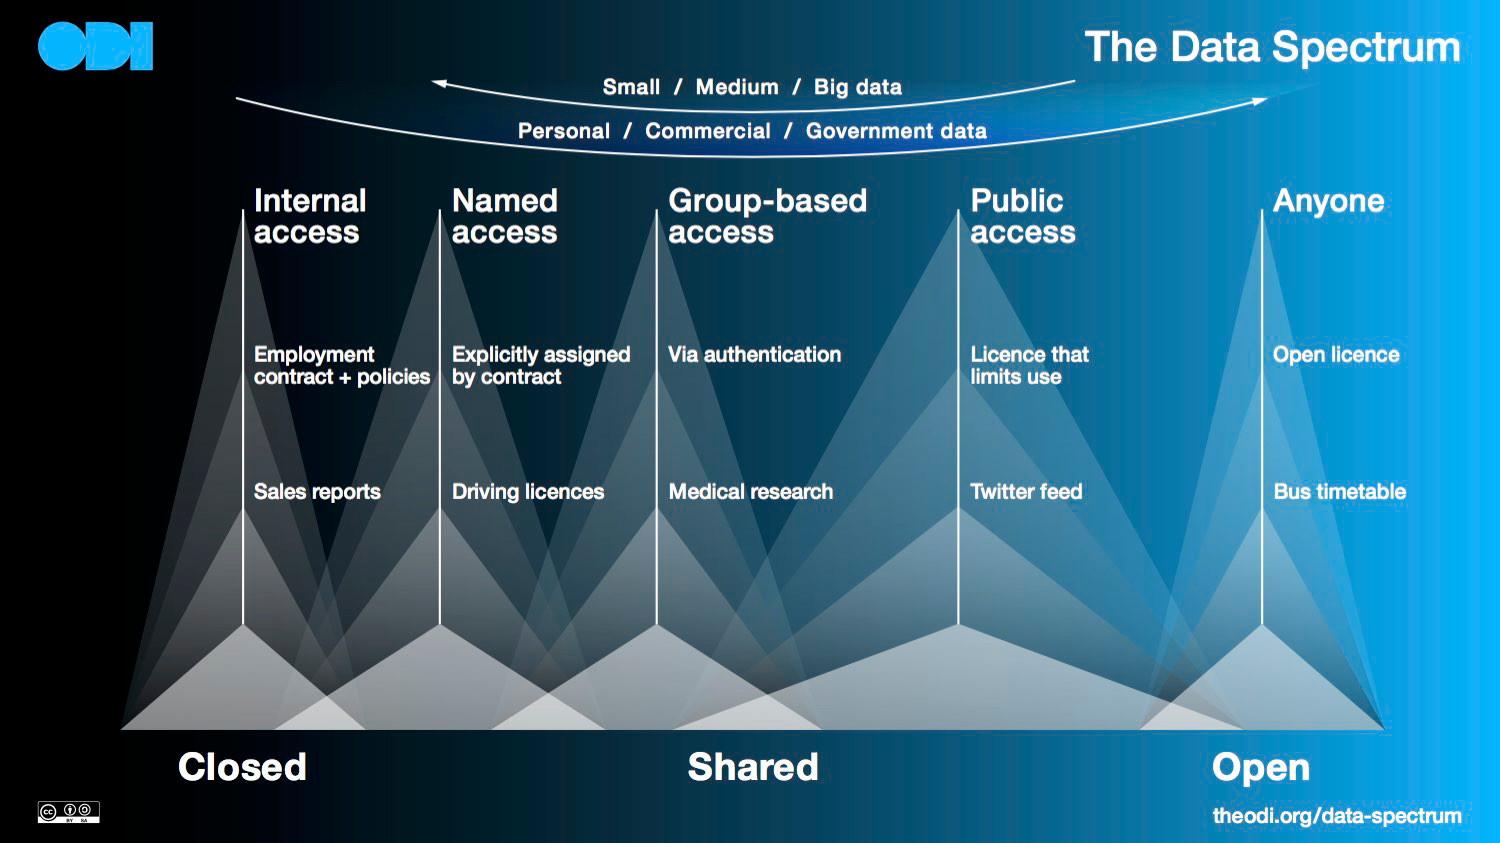 ODI
The Data Spectrum
Small / Medium / Big data
Personal / Commercial / Government data
Internal
access
Named
access
Group-based
access
Public
access
Anyone
Employment
contract + policies
Explicitly assigned
by contract
Via authentication
Licence that
limits use
Open licence
Sales reports
Driving licences
Medical research
Twitter feed
Bus timetable
Closed
Shared
Open
cc
BY SA
theodi.org/data-spectrum